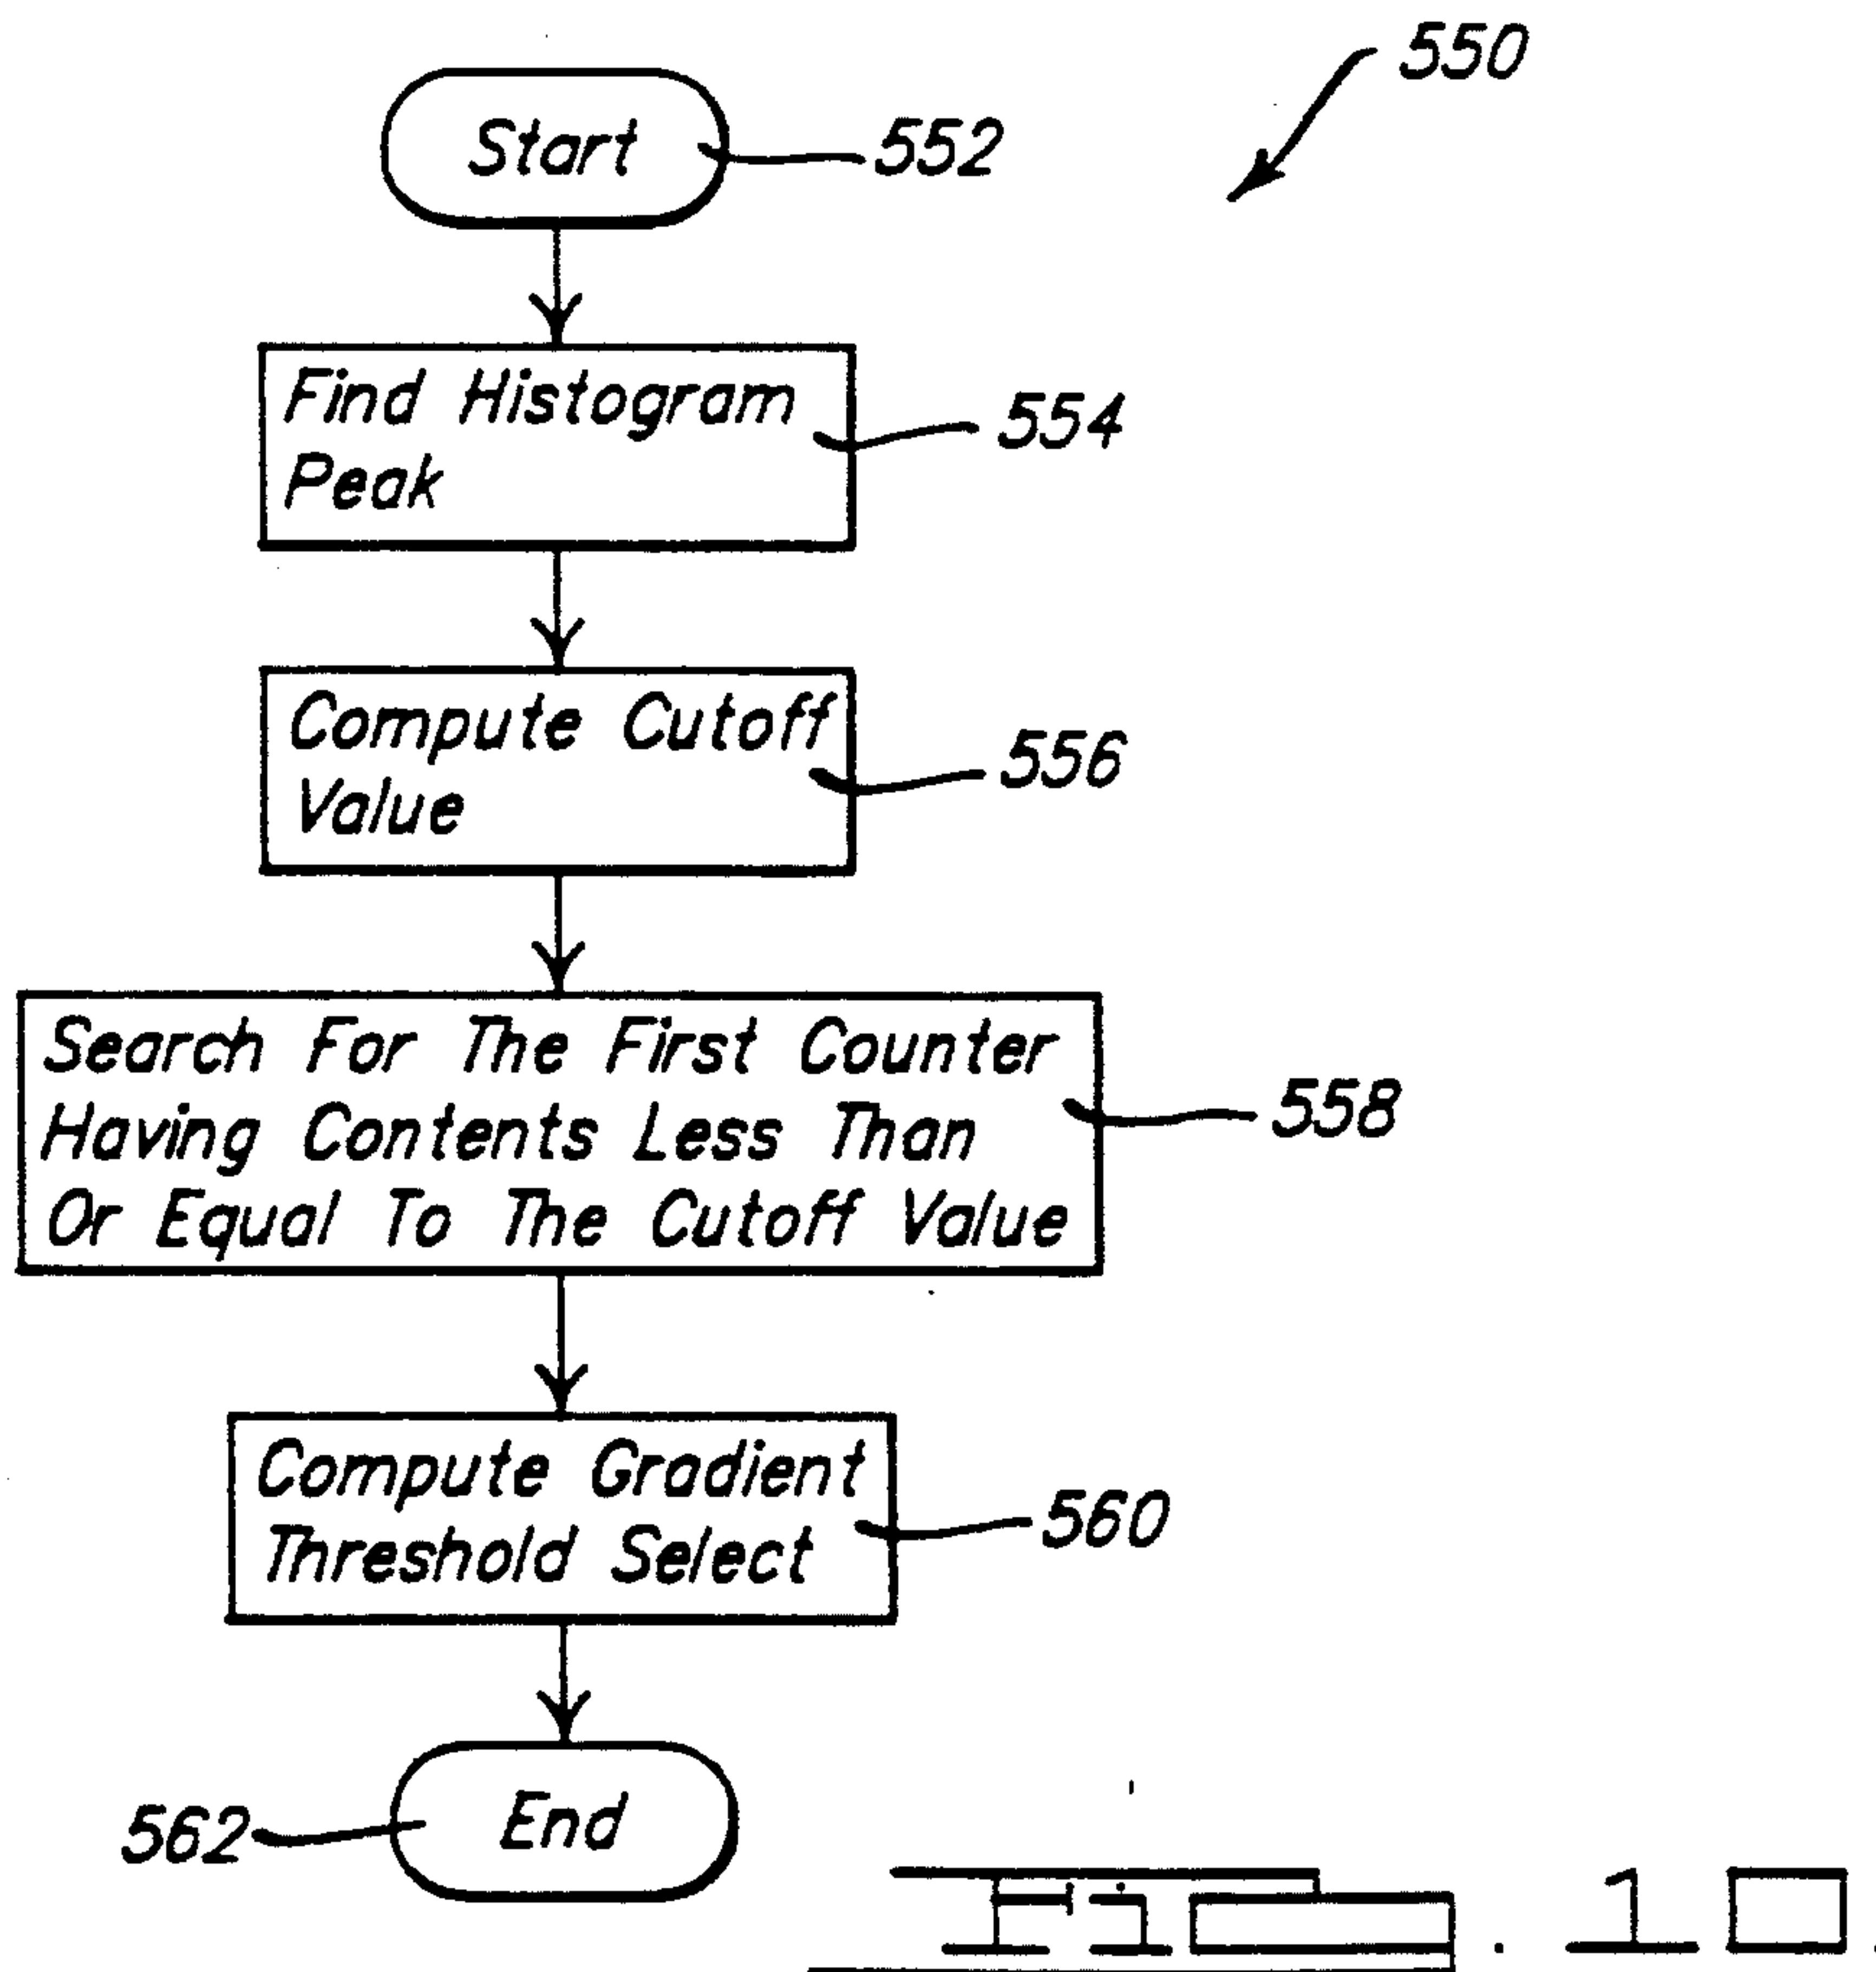 550
Start
552
Find Histogram
Peak
554
Compute Cutoff
Value
556
Search For The First Counter
Having Contents Less Than
Or Equal To The Cutoff Value
558
Compute Gradient
Threshold Select
560
End
562
Fig. 10.